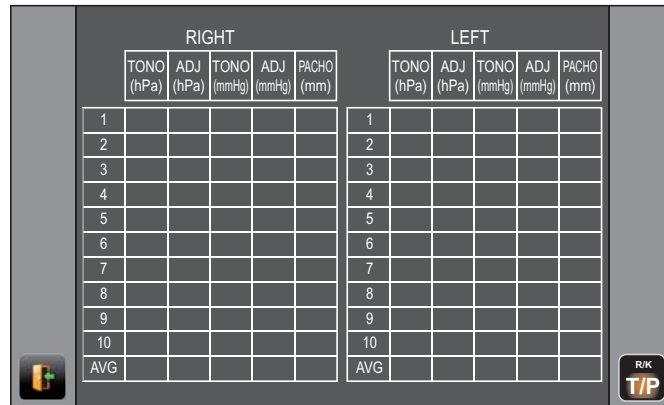 RIGHT LEFT
TONO (hPa) ADJ (hPa) TONO (mmHg) ADJ (mmHg) PACHO (mm) TONO (hPa) ADJ (hPa) TONO (mmHg) ADJ (mmHg) PACHO (mm)
1 1
2 2
3 3
4 4
5 5
6 6
7 7
8 8
9 9
10 10
AVG AVG
R/K
T/P